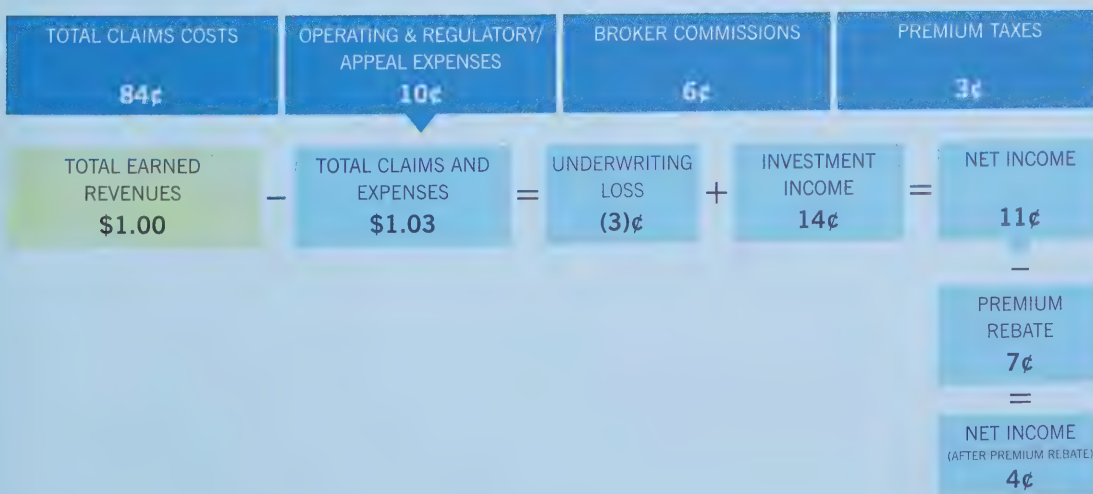 TOTAL CLAIMS COSTS
84¢
OPERATING & REGULATORY/
APPEAL EXPENSES
10¢
BROKER COMMISSIONS
6¢
PREMIUM TAXES
3¢
TOTAL EARNED
REVENUES
$1.00
–
TOTAL CLAIMS AND
EXPENSES
$1.03
=
UNDERWRITING
LOSS
(3)¢
+
INVESTMENT
INCOME
14¢
=
NET INCOME
11¢
–
PREMIUM
REBATE
7¢
=
NET INCOME
(AFTER PREMIUM REBATE)
4¢